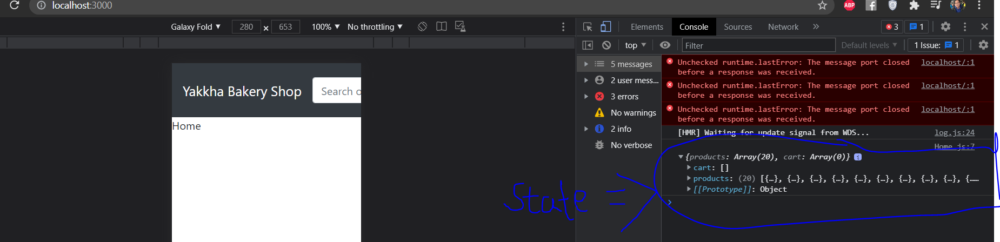 localhost:3000
ABP
Galaxy Fold ▼ 280 × 653 100% ▼ No throttling ▼
Elements Console Sources Network » 3 1
top ▼ Filter Default levels ▼ 1 Issue: 1
5 messages
2 user mess...
3 errors
No warnings
2 info
No verbose
Unchecked runtime.lastError: The message port closed localhost/:1
before a response was received.
Unchecked runtime.lastError: The message port closed localhost/:1
before a response was received.
Unchecked runtime.lastError: The message port closed localhost/:1
before a response was received.
[HMR] Waiting for update signal from WDS... log.js:24
Home.js:7
▼{products: Array(20), cart: Array(0)} i
▶cart: []
▶products: (20) [{…}, {…}, {…}, {…}, {…}, {…}, {…}, {…}, {…}, {……
▶[[Prototype]]: Object
Yakkha Bakery Shop Search o
Home
State =>